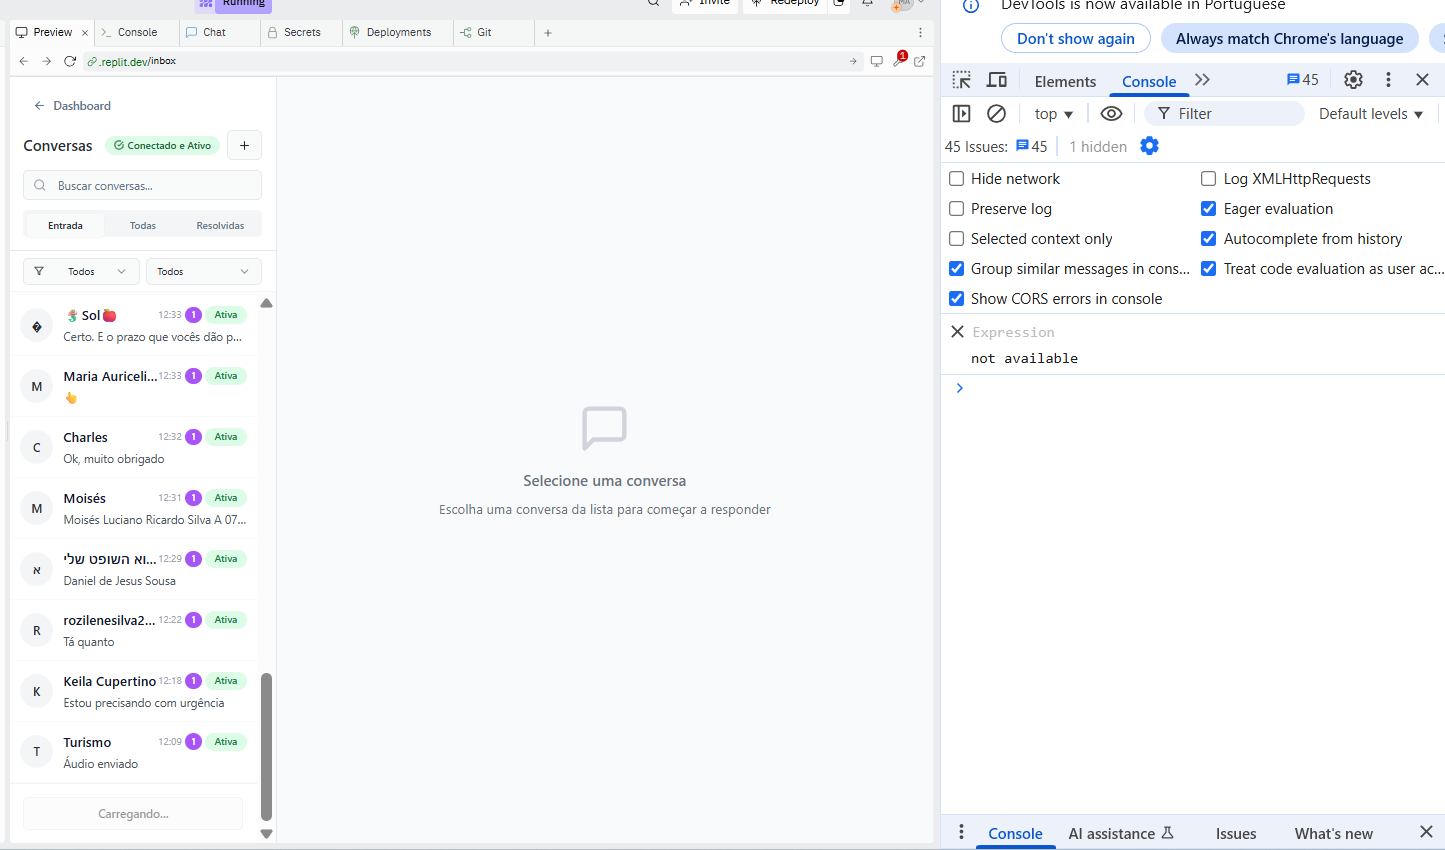 Running
Invite
Redeploy
Preview
Console
Chat
Secrets
Deployments
Git
.replit.dev/inbox
1
Dashboard
Conversas
Conectado e Ativo
Buscar conversas...
Entrada
Todas
Resolvidas
Todos
Todos
🧜🏻‍♀️Sol🍎 12:33 1 Ativa
Certo. E o prazo que vocês dão p...
M
Maria Auriceli... 12:33 1 Ativa
👆
C
Charles 12:32 1 Ativa
Ok, muito obrigado
M
Moisés 12:31 1 Ativa
Moisés Luciano Ricardo Silva A 07...
א
וא השופט שלי... 12:29 1 Ativa
Daniel de Jesus Sousa
R
rozilenesilva2... 12:22 1 Ativa
Tá quanto
K
Keila Cupertino 12:18 1 Ativa
Estou precisando com urgência
T
Turismo 12:09 1 Ativa
Áudio enviado
Carregando...
Selecione uma conversa
Escolha uma conversa da lista para começar a responder
DevTools is now available in Portuguese
Don't show again
Always match Chrome's language
Elements
Console
45
top
Filter
Default levels
45 Issues: 45
1 hidden
Hide network
Log XMLHttpRequests
Preserve log
Eager evaluation
Selected context only
Autocomplete from history
Group similar messages in cons...
Treat code evaluation as user ac...
Show CORS errors in console
Expression
not available
Console
AI assistance
Issues
What's new